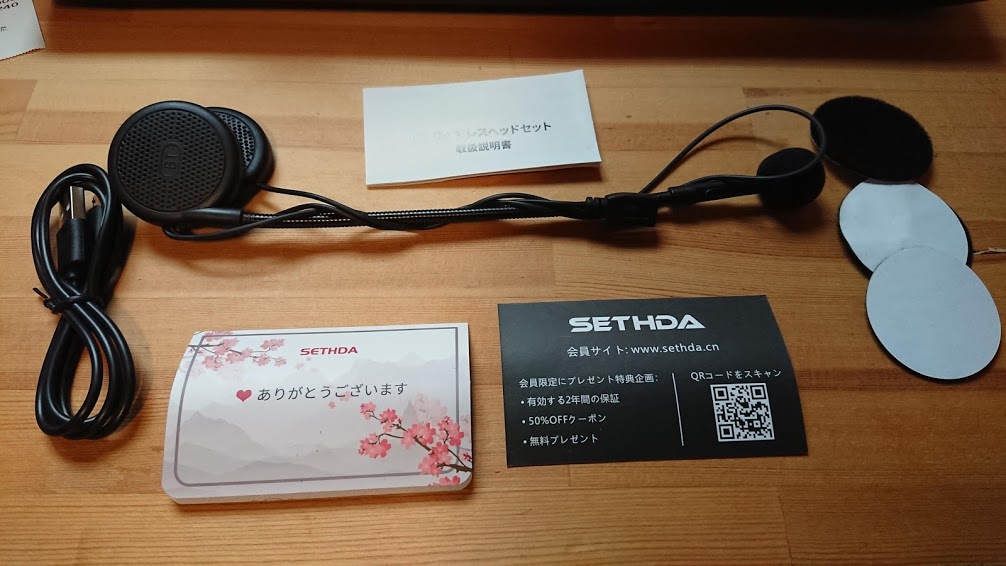 スヘッドセット
取扱説明書
SETHDA
ありがとうございます
SETHDA
会員サイト: www.sethda.cn
会員限定にプレゼント特典企画:
• 有効する2年間の保証
• 50%OFFクーポン
• 無料プレゼント
QRコードをスキャン